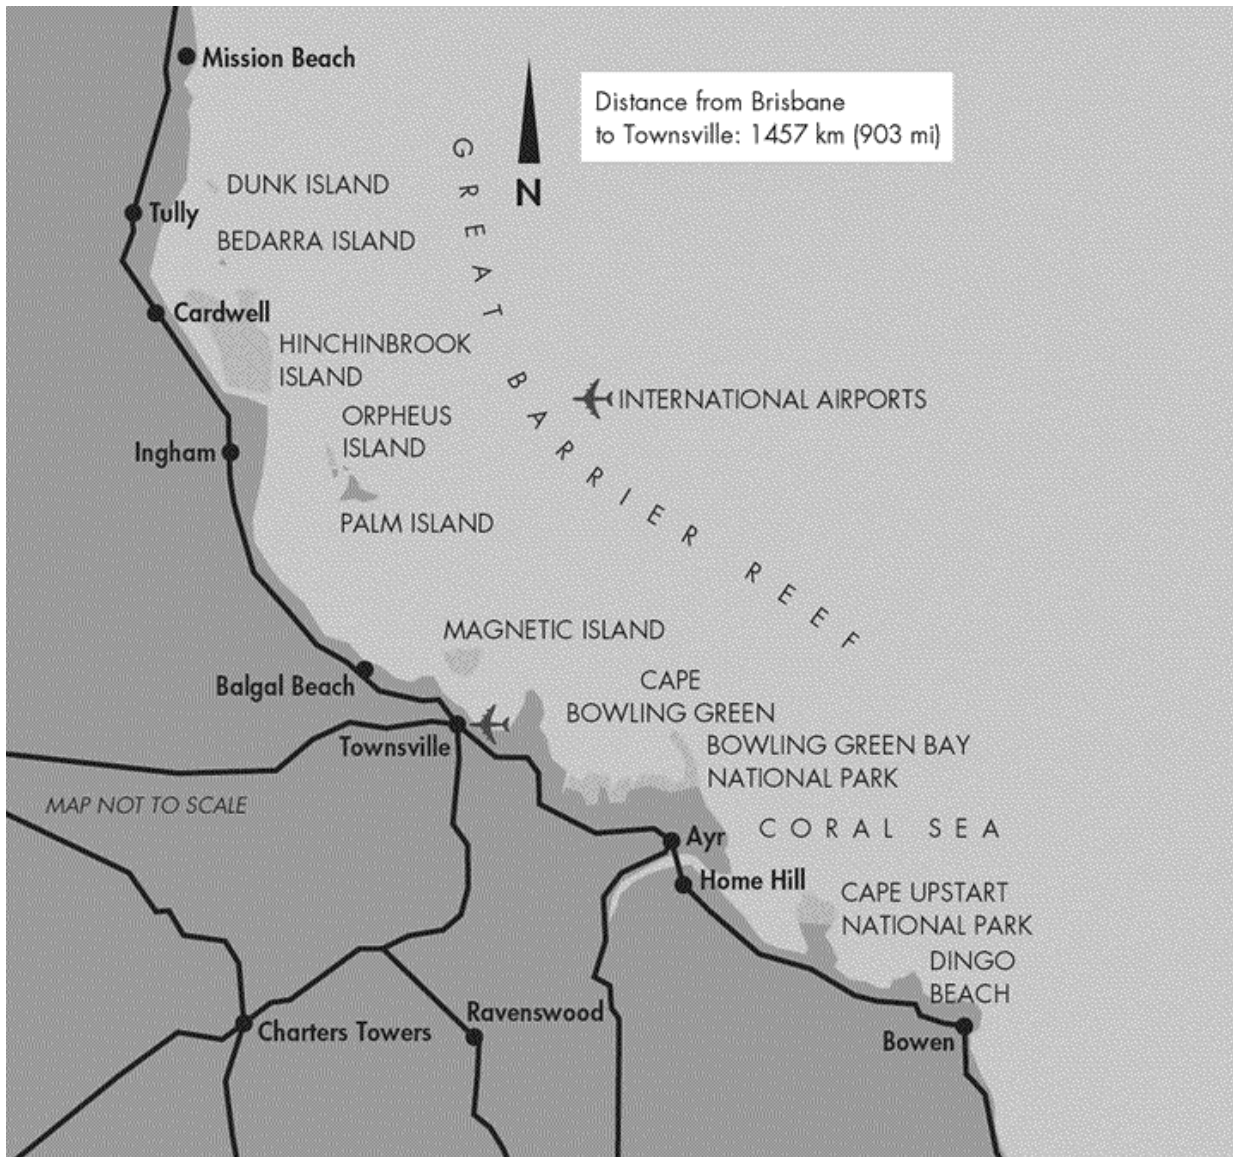 Mission Beach
Distance from Brisbane
to Townsville: 1457 km (903 mi)
GREAT BARRIER REEF
N
DUNK ISLAND
Tully
BEDARRA ISLAND
Cardwell
HINCHINBROOK
ISLAND
INTERNATIONAL AIRPORTS
ORPHEUS
ISLAND
Ingham
PALM ISLAND
MAGNETIC ISLAND
Balgal Beach
CAPE
BOWLING GREEN
Townsville
BOWLING GREEN BAY
NATIONAL PARK
MAP NOT TO SCALE
CORAL SEA
Ayr
Home Hill
CAPE UPSTART
NATIONAL PARK
DINGO
BEACH
Ravenswood
Charters Towers
Bowen